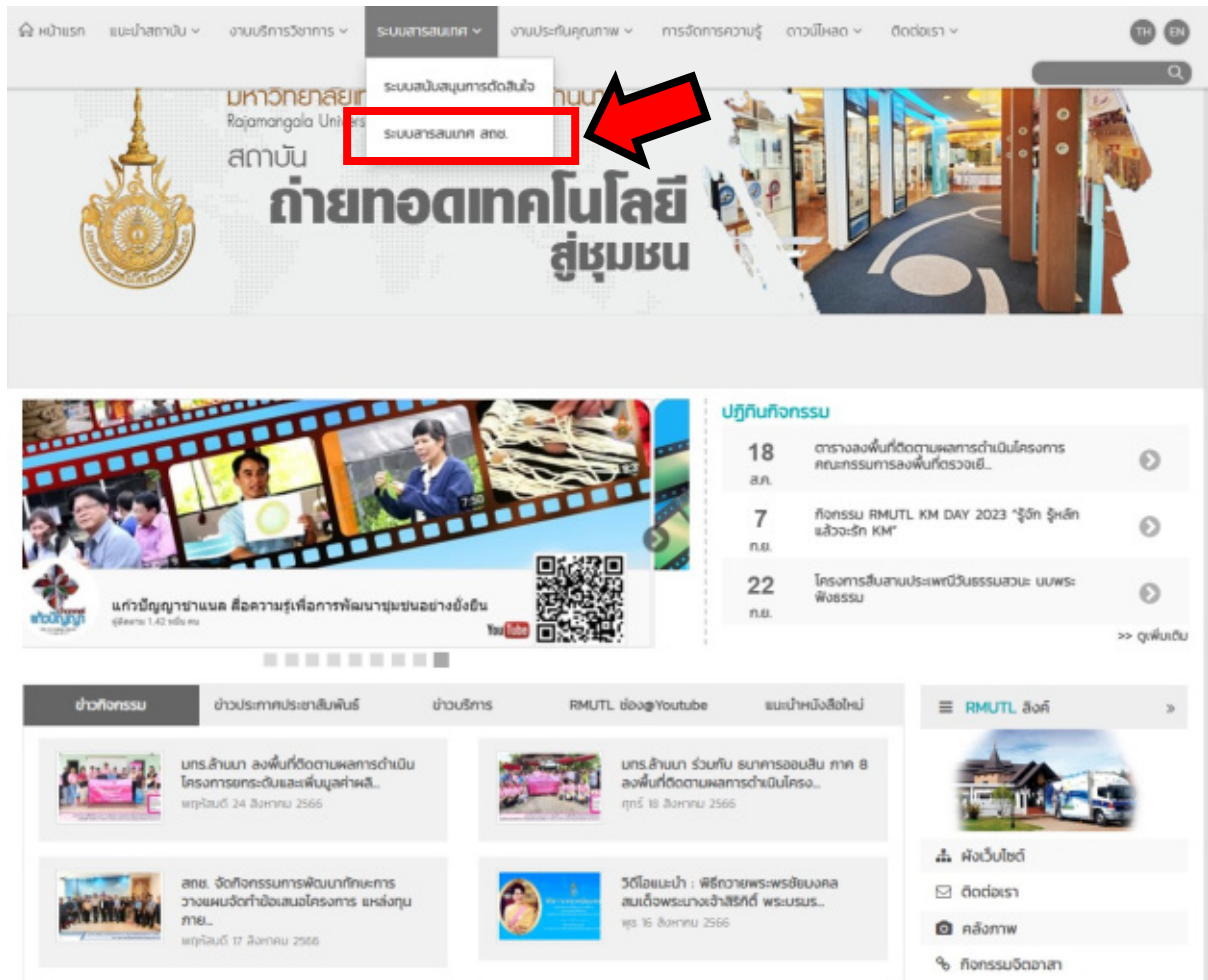 หน้าแรก แนะนำสถาบัน งานบริการวิชาการ ระบบสารสนเทศ งานประกันคุณภาพ การจัดการความรู้ ดาวน์โหลด ติดต่อเรา TH EN
ระบบสนับสนุนการตัดสินใจ
ระบบสารสนเทศ สถช.
มหาวิทยาลัย
Rajamangala
สถาบัน
ถ่ายทอดเทคโนโลยี
สู่ชุมชน
ปฏิทินกิจกรรม
18
ส.ค.
ตารางลงพื้นที่ติดตามผลการดำเนินโครงการ
คณะกรรมการลงพื้นที่ตรวจเยี..
7
ก.ย.
กิจกรรม RMUTL KM DAY 2023 "รู้จัก รู้หลัก
แล้วจะรัก KM"
22
ก.ย.
โครงการสืบสานประเพณีวันธรรมสวนะ นบพระ
ฟังธรรม
>> ดูเพิ่มเติม
7:50
channel
แก้วปัญญา
แก้วปัญญาชาแนล สื่อความรู้เพื่อการพัฒนาชุมชนอย่างยั่งยืน
ผู้ติดตาม 1.42 หมื่น คน
YouTube
ข่าวกิจกรรม ข่าวประกาศประชาสัมพันธ์ ข่าวบริการ RMUTL ช่อง@Youtube แนะนำหนังสือใหม่
มทร.ล้านนา ลงพื้นที่ติดตามผลการดำเนิน
โครงการยกระดับและเพิ่มมูลค่าผลิ...
พฤหัสบดี 24 สิงหาคม 2566
มทร.ล้านนา ร่วมกับ ธนาคารออมสิน ภาค 8
ลงพื้นที่ติดตามผลการดำเนินโครง...
ศุกร์ 18 สิงหาคม 2566
สถช. จัดกิจกรรมการพัฒนาทักษะการ
วางแผนจัดทำข้อเสนอโครงการ แหล่งทุน
ภาย...
พฤหัสบดี 17 สิงหาคม 2566
วิดีโอแนะนำ : พิธีถวายพระพรชัยมงคล
สมเด็จพระนางเจ้าสิริกิติ์ พระบรมร...
พุธ 16 สิงหาคม 2566
RMUTL ลิงค์
ผังเว็บไซต์
ติดต่อเรา
คลังภาพ
กิจกรรมจิตอาสา